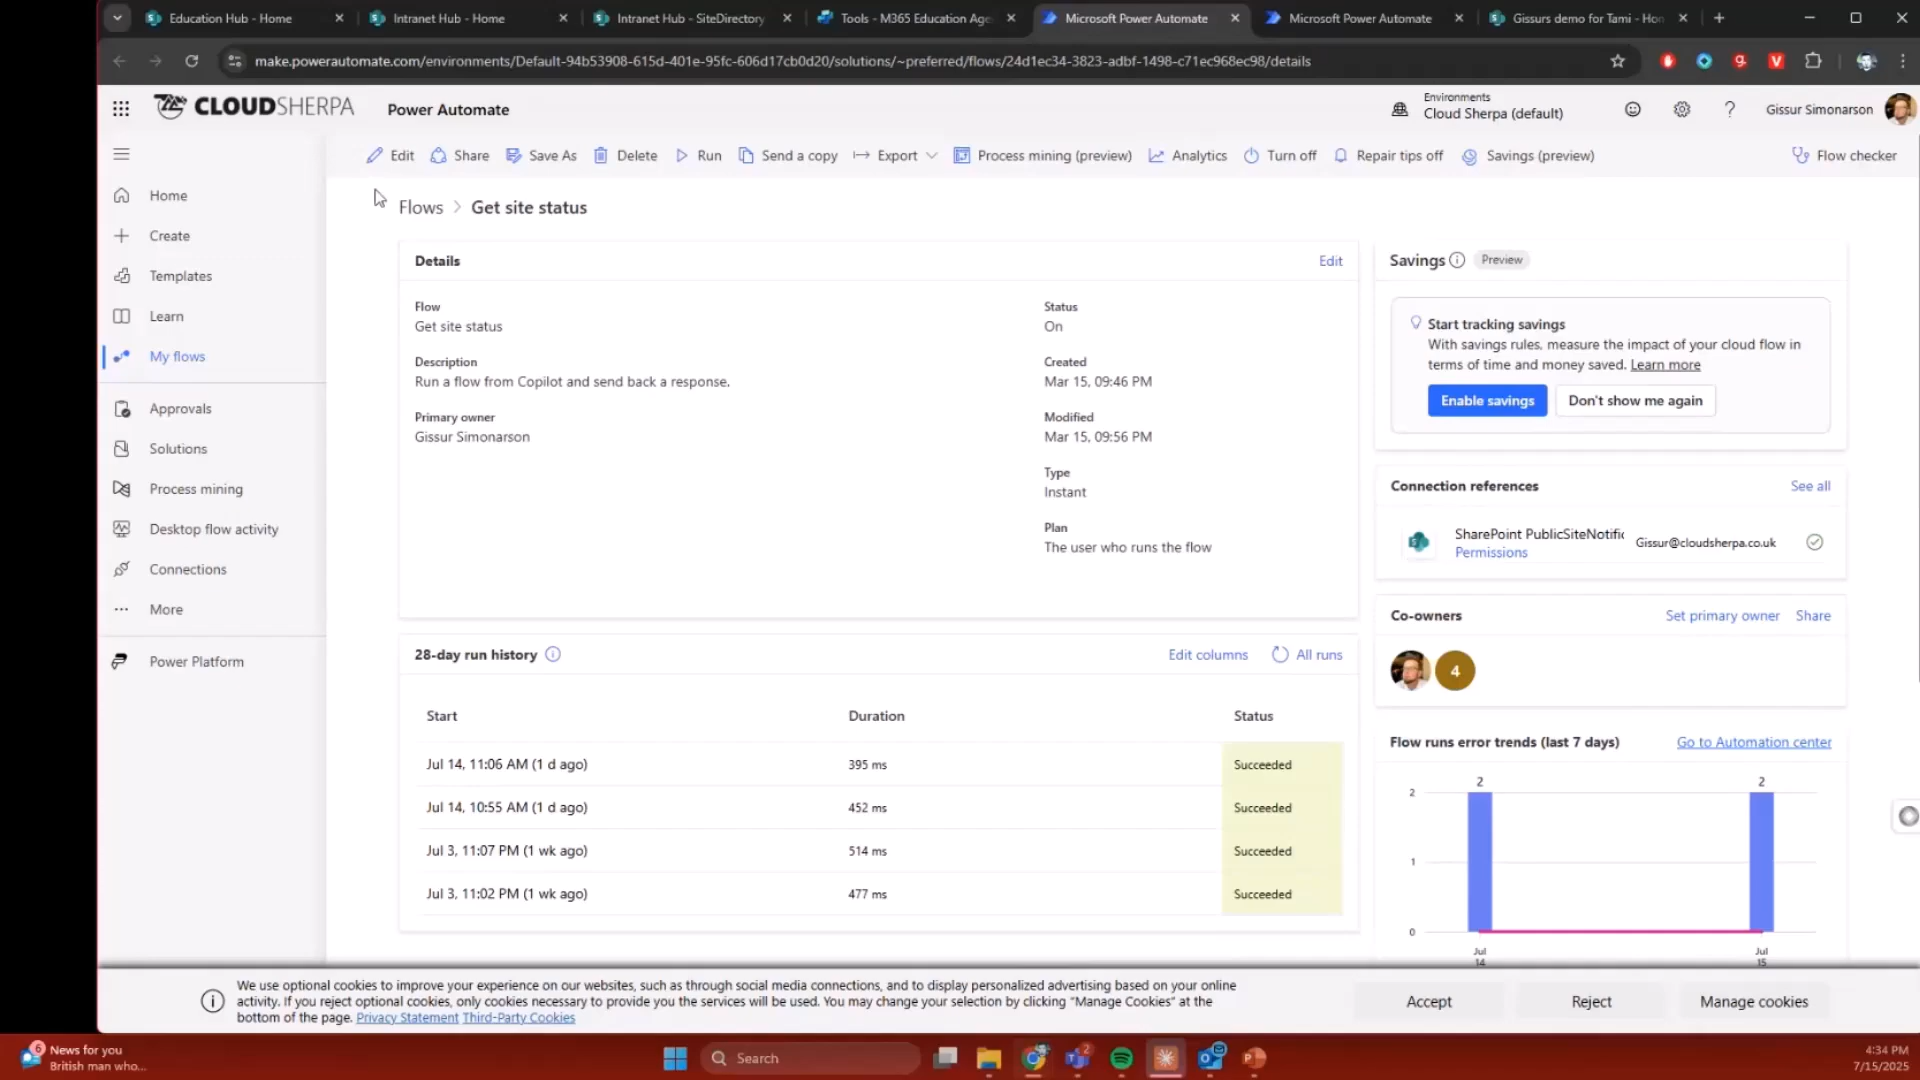 Education Hub - Home
Intranet Hub - Home
Intranet Hub - SiteDirectory
Tools - M365 Education Age
Microsoft Power Automate
Microsoft Power Automate
Gissurs demo for Tami - Hom
make.powerautomate.com/environments/Default-94b53908-615d-401e-95fc-606d17cb0d20/solutions/~preferred/flows/24d1ec34-3823-adbf-1498-c71ec968ec98/details
CLOUDSHERPA
Power Automate
Environments
Cloud Sherpa (default)
Gissur Simonarson
Edit
Share
Save As
Delete
Run
Send a copy
Export
Process mining (preview)
Analytics
Turn off
Repair tips off
Savings (preview)
Flow checker
Home
Create
Templates
Learn
My flows
Approvals
Solutions
Process mining
Desktop flow activity
Connections
More
Power Platform
Flows > Get site status
Details
Edit
Flow
Get site status
Description
Run a flow from Copilot and send back a response.
Primary owner
Gissur Simonarson
Status
On
Created
Mar 15, 09:46 PM
Modified
Mar 15, 09:56 PM
Type
Instant
Plan
The user who runs the flow
28-day run history
Edit columns
All runs
Start Duration Status
Jul 14, 11:06 AM (1 d ago) 395 ms Succeeded
Jul 14, 10:55 AM (1 d ago) 452 ms Succeeded
Jul 3, 11:07 PM (1 wk ago) 514 ms Succeeded
Jul 3, 11:02 PM (1 wk ago) 477 ms Succeeded
Savings
Preview
Start tracking savings
With savings rules, measure the impact of your cloud flow in
terms of time and money saved. Learn more
Enable savings
Don't show me again
Connection references
See all
SharePoint PublicSiteNotific
Permissions
Gissur@cloudsherpa.co.uk
Co-owners
Set primary owner
Share
4
Flow runs error trends (last 7 days)
Go to Automation center
2
2
2
1
0
Jul
14
Jul
15
We use optional cookies to improve your experience on our websites, such as through social media connections, and to display personalized advertising based on your online
activity. If you reject optional cookies, only cookies necessary to provide you the services will be used. You may change your selection by clicking "Manage Cookies" at the
bottom of the page. Privacy Statement Third-Party Cookies
Accept
Reject
Manage cookies
6
News for you
British man who...
Search
2
4:34 PM
7/15/2025